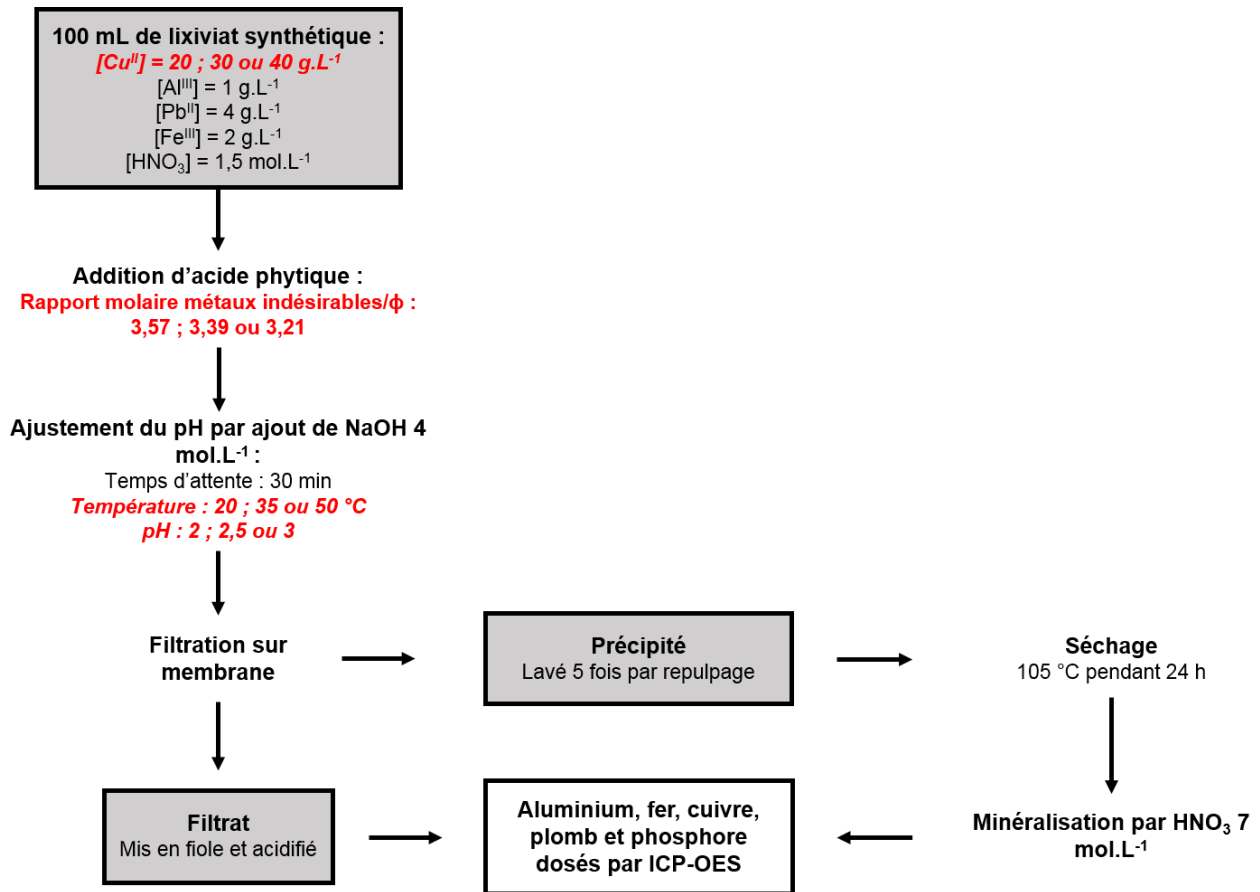 100 mL de lixiviat synthétique :
[Cuᴵᴵ] = 20 ; 30 ou 40 g.L⁻¹
[Alᴵᴵᴵ] = 1 g.L⁻¹
[Pbᴵᴵ] = 4 g.L⁻¹
[Feᴵᴵᴵ] = 2 g.L⁻¹
[HNO₃] = 1,5 mol.L⁻¹
Addition d'acide phytique :
Rapport molaire métaux indésirables/ϕ :
3,57 ; 3,39 ou 3,21
Ajustement du pH par ajout de NaOH 4
mol.L⁻¹ :
Temps d'attente : 30 min
Température : 20 ; 35 ou 50 °C
pH : 2 ; 2,5 ou 3
Filtration sur
membrane
Précipité
Lavé 5 fois par repulpage
Séchage
105 °C pendant 24 h
Filtrat
Mis en fiole et acidifié
Aluminium, fer, cuivre,
plomb et phosphore
dosés par ICP-OES
Minéralisation par HNO₃ 7
mol.L⁻¹